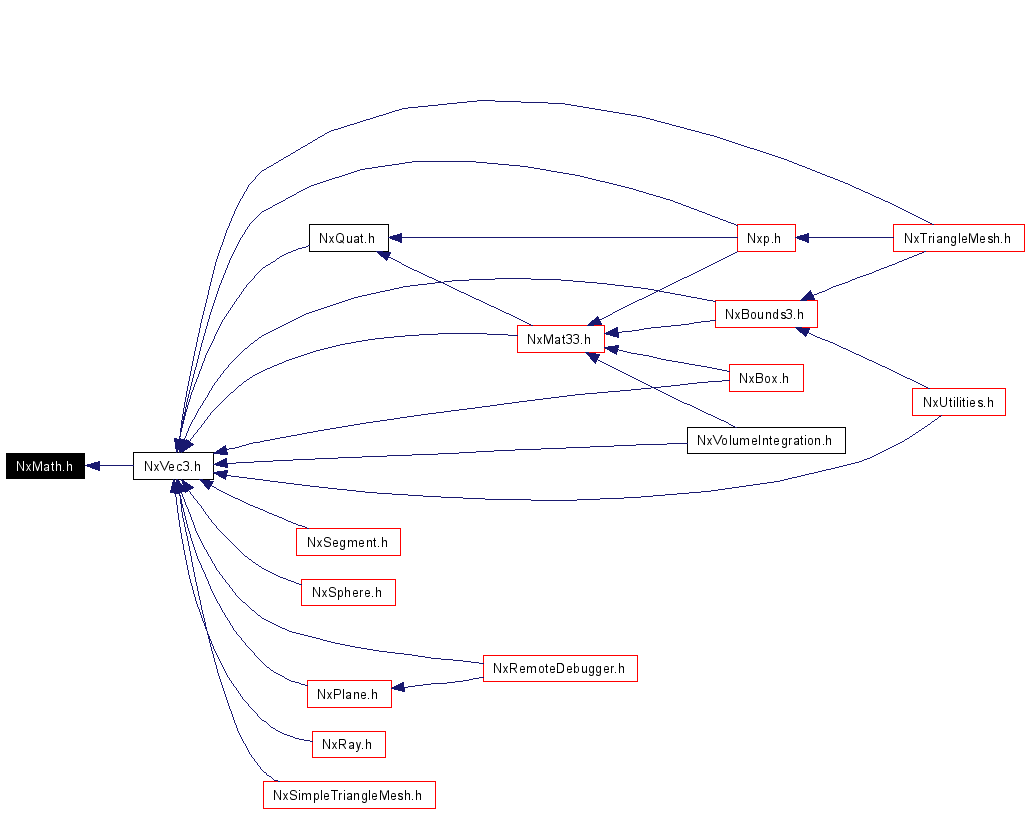 NxQuat.h
Nxp.h
NxTriangleMesh.h
NxBounds3.h
NxMat33.h
NxBox.h
NxUtilities.h
NxVolumeIntegration.h
NxMath.h
NxVec3.h
NxSegment.h
NxSphere.h
NxRemoteDebugger.h
NxPlane.h
NxRay.h
NxSimpleTriangleMesh.h